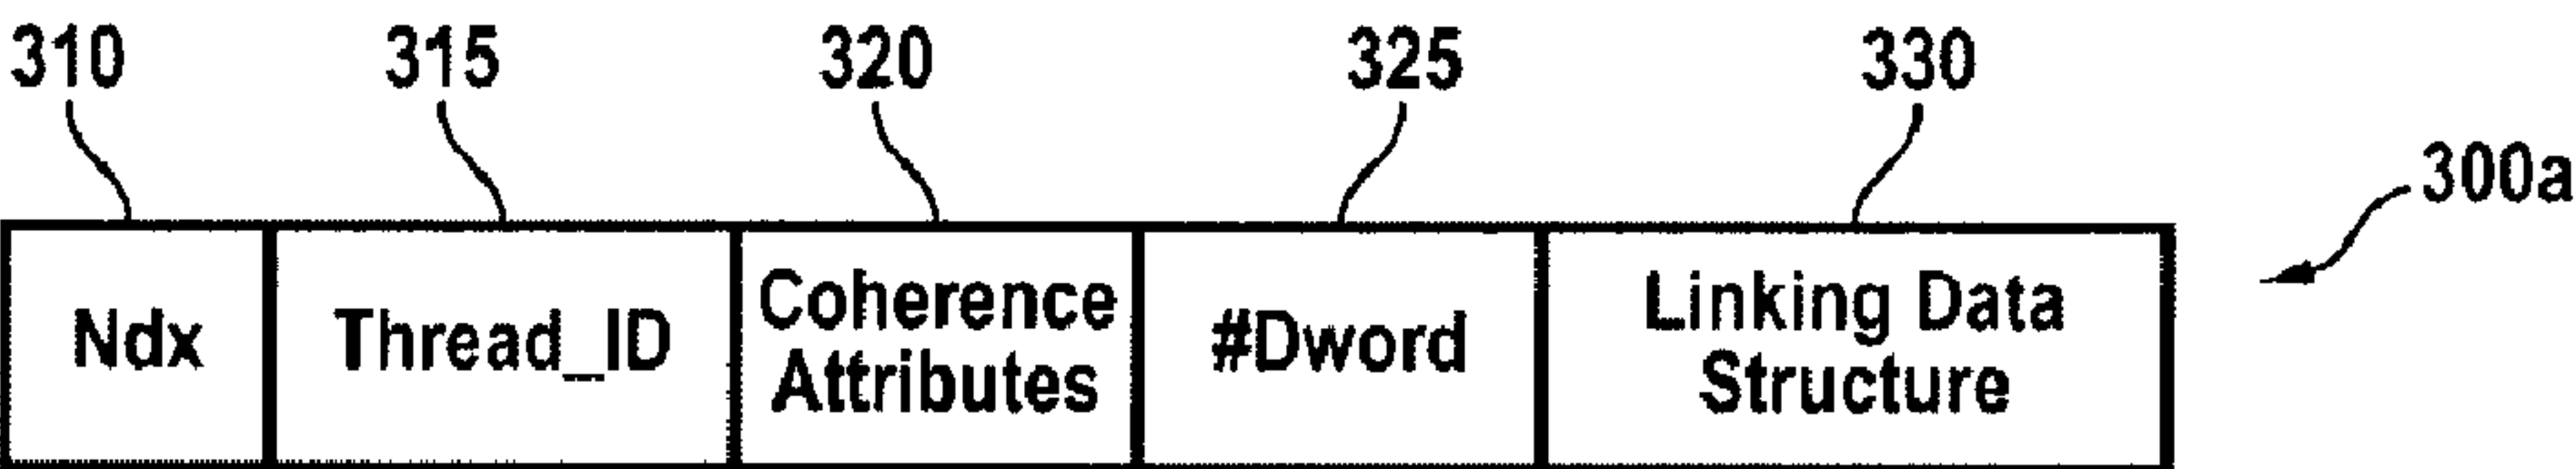 310 315 320 325 330
300a
Ndx Thread_ID Coherence Attributes #Dword Linking Data Structure